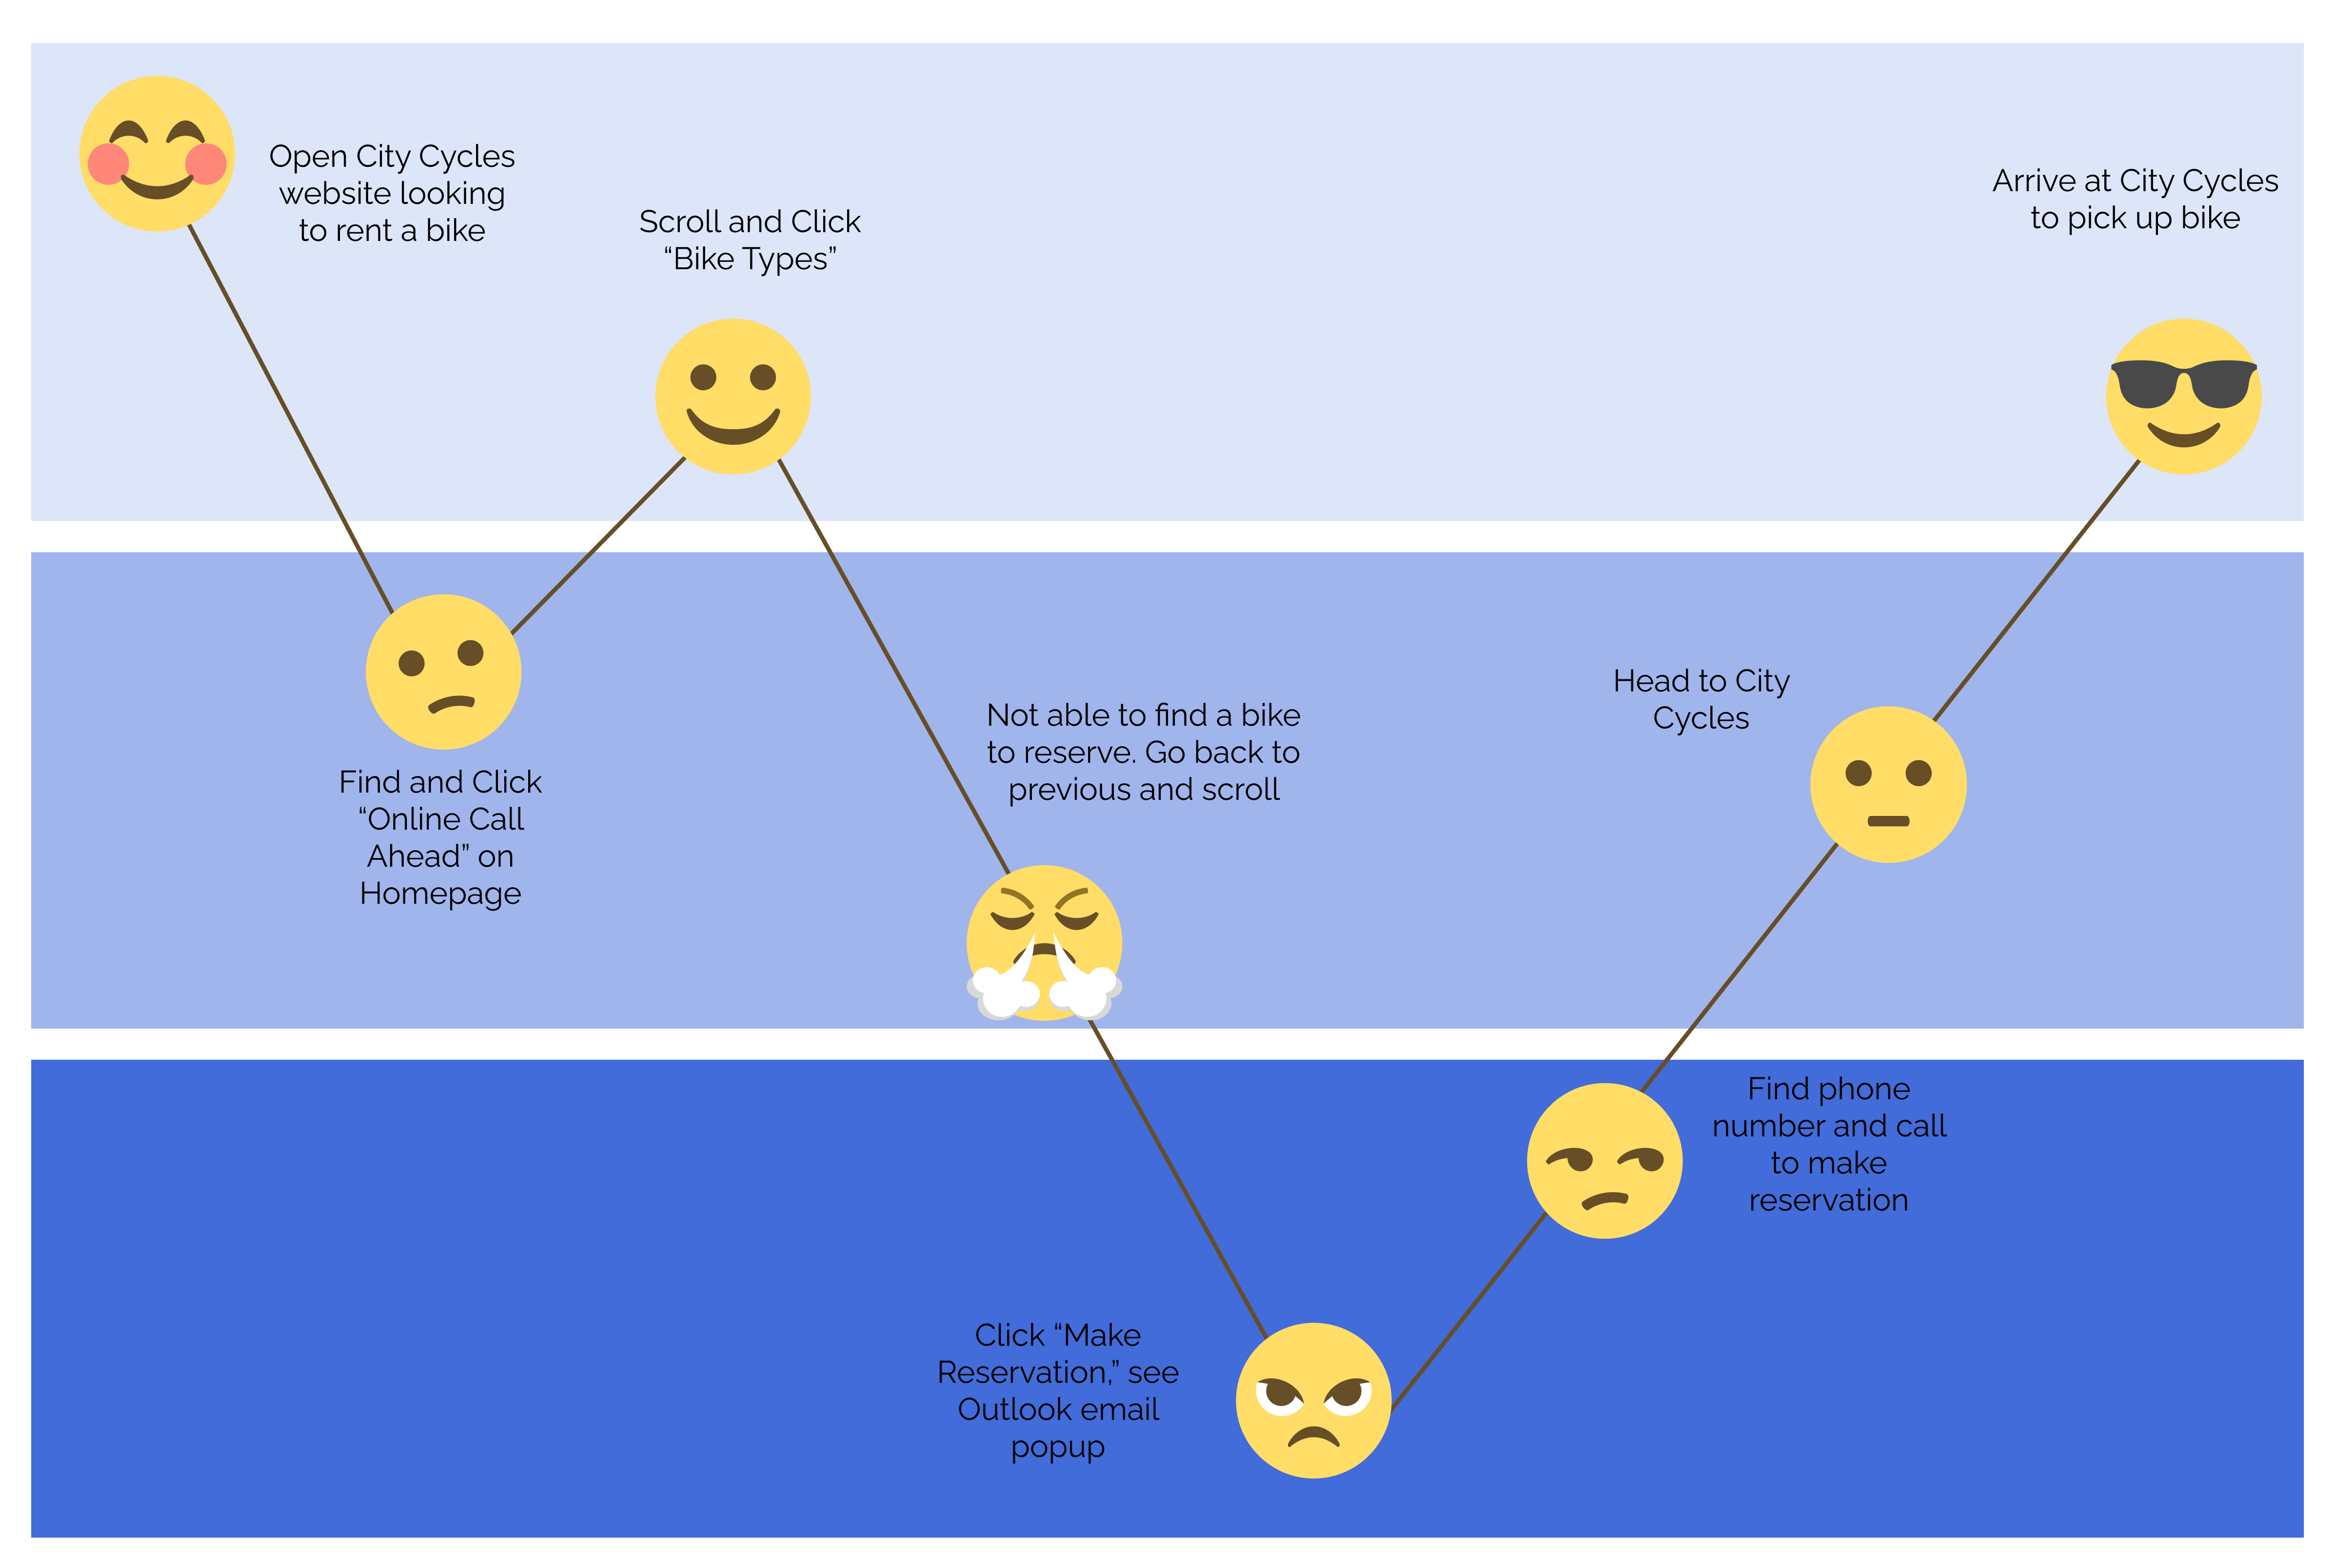 Open City Cycles
website looking
to rent a bike
Find and Click
“Online Call
Ahead” on
Homepage
Scroll and Click
“Bike Types”
Not able to find a bike
to reserve. Go back to
previous and scroll
Click “Make
Reservation,” see
Outlook email
popup
Find phone
number and call
to make
reservation
Head to City
Cycles
Arrive at City Cycles
to pick up bike